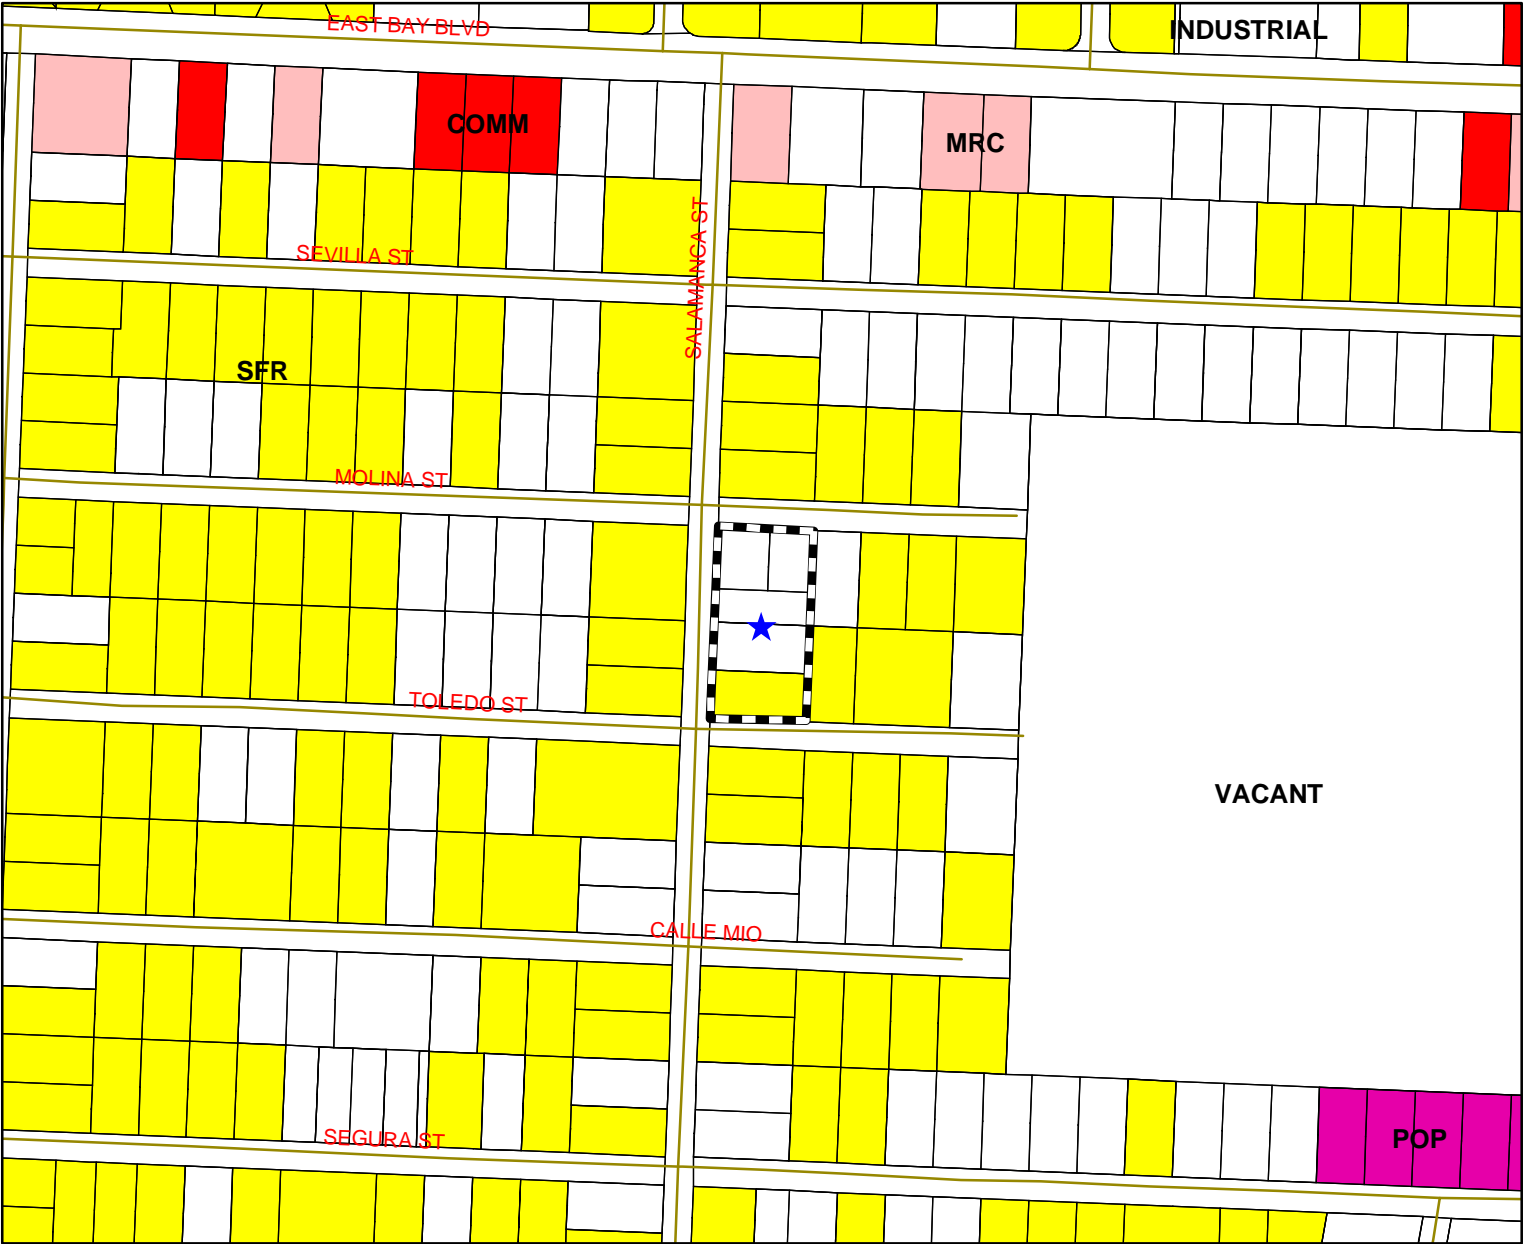 EAST BAY BLVD
INDUSTRIAL
COMM
MRC
SALAMANCA ST
SEVILLA ST
SFR
MOLINA ST
TOLEDO ST
VACANT
CALLE MIO
SEGURA ST
POP